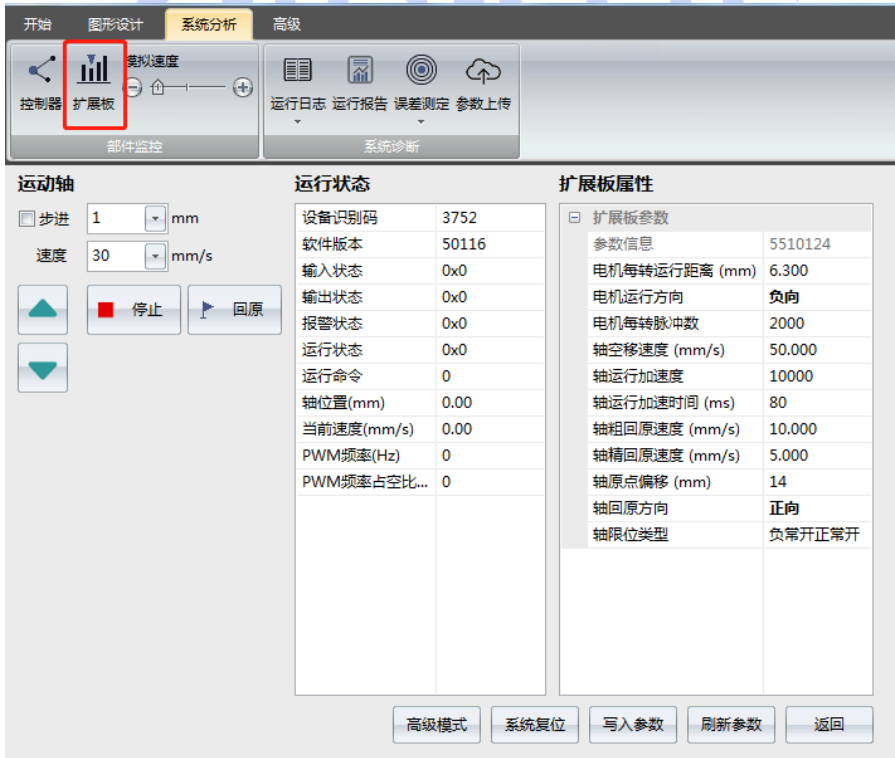 开始 图形设计 系统分析 高级
模拟速度
控制器 扩展板 运行日志 运行报告 误差测定 参数上传
部件监控 系统诊断
运动轴 运行状态 扩展板属性
步进 1 mm
速度 30 mm/s
停止 回原
设备识别码 3752
软件版本 50116
输入状态 0x0
输出状态 0x0
报警状态 0x0
运行状态 0x0
运行命令 0
轴位置(mm) 0.00
当前速度(mm/s) 0.00
PWM频率(Hz) 0
PWM频率占空比... 0
扩展板参数
参数信息 5510124
电机每转运行距离 (mm) 6.300
电机运行方向 负向
电机每转脉冲数 2000
轴空移速度 (mm/s) 50.000
轴运行加速度 10000
轴运行加速时间 (ms) 80
轴粗回原速度 (mm/s) 10.000
轴精回原速度 (mm/s) 5.000
轴原点偏移 (mm) 14
轴回原方向 正向
轴限位类型 负常开正常开
高级模式 系统复位 写入参数 刷新参数 返回